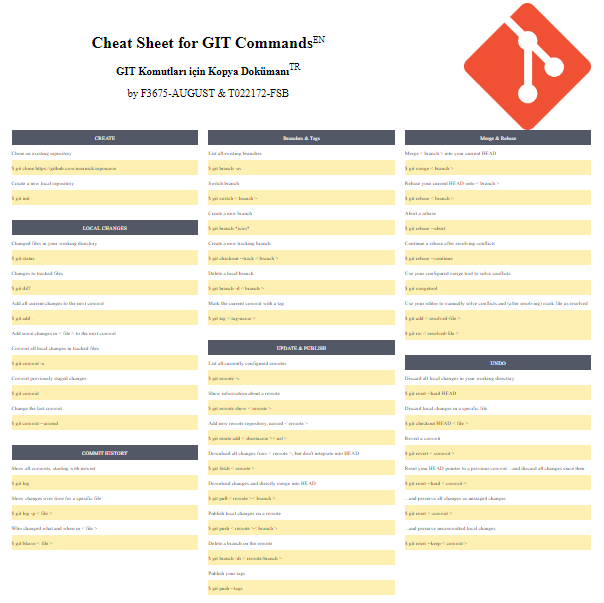 Cheat Sheet for GIT CommandsEN
GIT Komutları için Kopya DokümanıTR
by F3675-AUGUST & T022172-FSB
CREATE
Clone an existing repository
$ git clone https://github.com/
Create a new local repository
$ git init
LOCAL CHANGES
Changed files in your working directory
$ git status
Changes to tracked files
$ git diff
Add all current changes to the next commit
$ git add .
Add some changes in < file > to the next commit
Commit all local changes in tracked files
$ git commit -a
Commit previously staged changes
$ git commit
Change the last commit
$ git commit --amend
COMMIT HISTORY
Show all commits, starting with newest
$ git log
Show changes over time for a specific file
$ git log -p < file >
Who changed what and when in < file >
$ git blame < file >
Branches & Tags
List all existing branches
$ git branch -av
Switch branch
$ git switch < branch >
Create a new branch
$ git branch
Create a new tracking branch
$ git checkout --track < branch >
Delete a local branch
$ git branch -d < branch >
Mark the current commit with a tag
$ git tag < tag-name >
UPDATE & PUBLISH
List all currently configured remotes
$ git remote -v
Show information about a remote
$ git remote show < remote >
Add new remote repository, named < remote >
$ git remote add < shortname >< url >
Download all changes from < remote >, but don't integrate into HEAD
$ git fetch < remote >
Download changes and directly merge into HEAD
$ git pull < remote >< branch >
Publish local changes on a remote
$ git push < remote >< branch >
Delete a branch on the remote
$ git branch -dr < remote/branch >
Publish your tags
$ git push --tags
Merge & Rebase
Merge < branch > into your current HEAD
$ git merge < branch >
Rebase your current HEAD onto < branch >
$ git rebase < branch >
Abort a rebase
$ git rebase --abort
Continue a rebase after resolving conflicts
$ git rebase --continue
Use your configured merge tool to solve conflicts
$ git mergetool
Use your editor to manually solve conflicts and (after resolving) mark file as resolved
$ git add < resolved-file >
$ git rm < resolved-file >
UNDO
Discard all local changes in your working directory
$ git reset --hard HEAD
Discard local changes in a specific file
$ git checkout HEAD < file >
Revert a commit
$ git revert < commit >
Reset your HEAD pointer to a previous commit ...and discard all changes since then
$ git reset --hard < commit >
...and preserve all changes as unstaged changes
$ git reset < commit >
...and preserve uncommitted local changes
$ git reset --keep < commit >